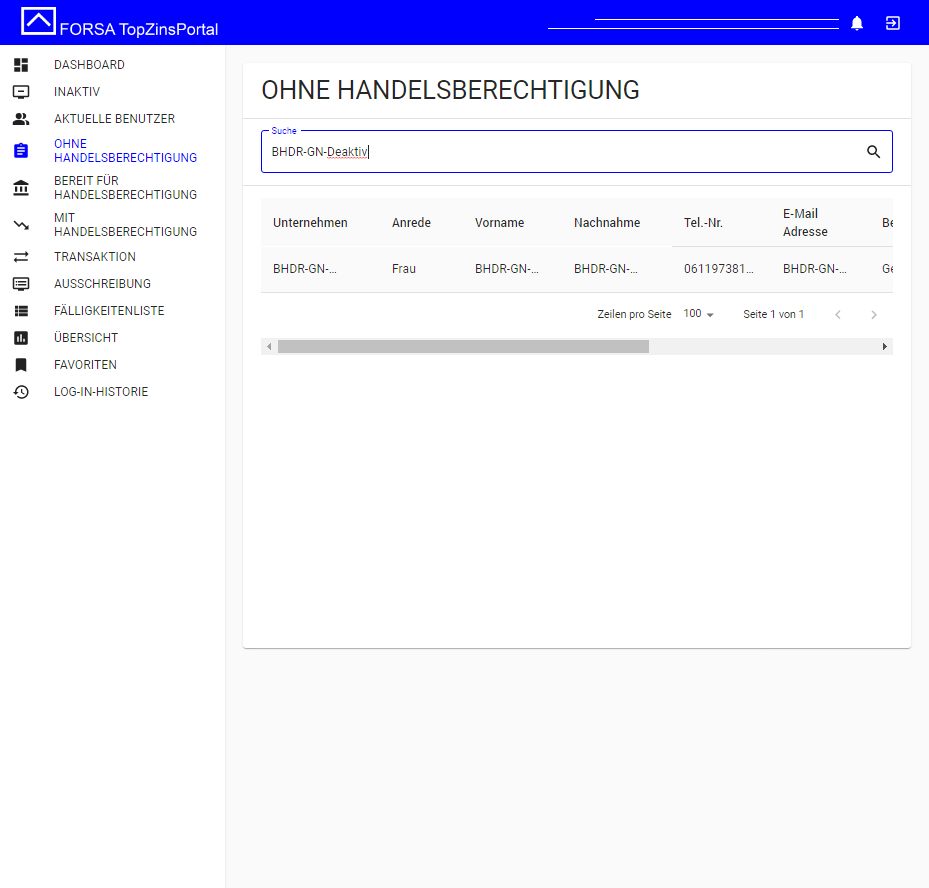 FORSA TopZinsPortal
DASHBOARD
INAKTIV
AKTUELLE BENUTZER
OHNE
HANDELSBERECHTIGUNG
BEREIT FÜR
HANDELSBERECHTIGUNG
MIT
HANDELSBERECHTIGUNG
TRANSAKTION
AUSSCHREIBUNG
FÄLLIGKEITENLISTE
ÜBERSICHT
FAVORITEN
LOG-IN-HISTORIE
OHNE HANDELSBERECHTIGUNG
Suche
BHDR-GN-Deaktiv
Unternehmen Anrede Vorname Nachnahme Tel.-Nr. E-Mail Adresse Be
BHDR-GN-... Frau BHDR-GN-... BHDR-GN-... 061197381... BHDR-GN-... Ge
Zeilen pro Seite 100 Seite 1 von 1